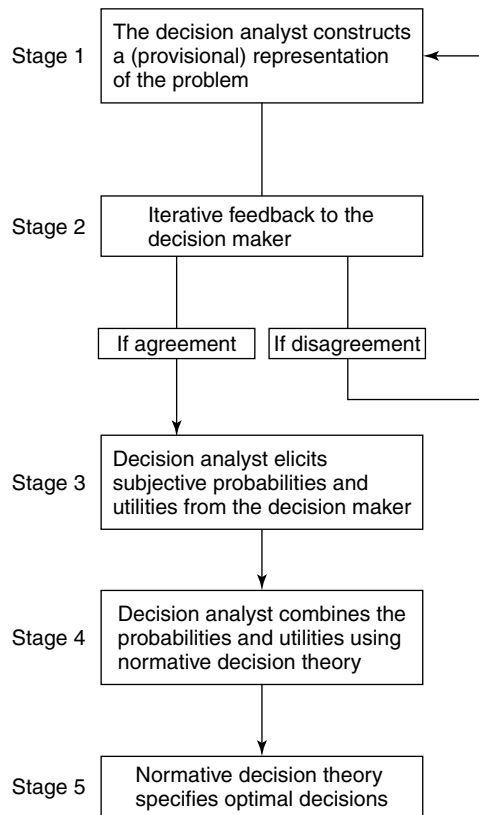 Stage 1
The decision analyst constructs
a (provisional) representation
of the problem
Stage 2
Iterative feedback to the
decision maker
If agreement
If disagreement
Stage 3
Decision analyst elicits
subjective probabilities and
utilities from the decision maker
Stage 4
Decision analyst combines the
probabilities and utilities using
normative decision theory
Stage 5
Normative decision theory
specifies optimal decisions